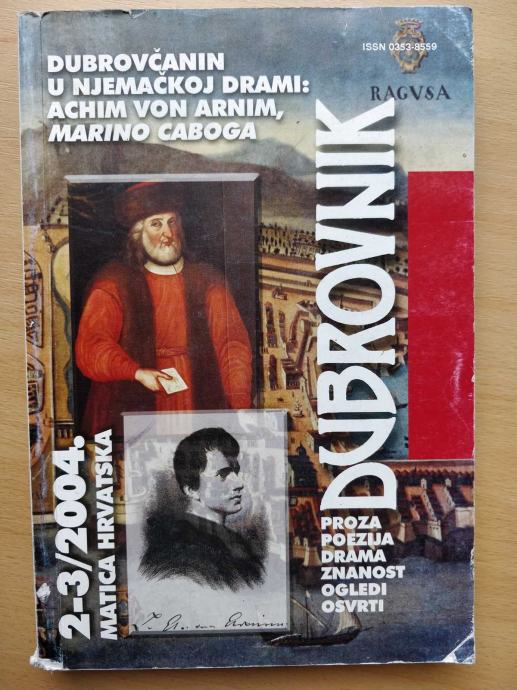 DUBROVČANIN
U NJEMAČKOJ DRAMI:
ACHIM VON ARNIM,
MARINO CABOGA
ISSN 0353-8559
RAGVSA
DUBROVNIK
PROZA
POEZIJA
DRAMA
ZNANOST
OGLEDI
OSVRTI
2-3/2004.
MATICA HRVATSKA